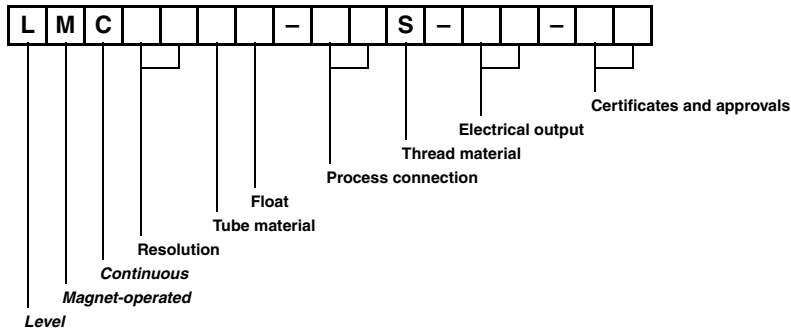 L M C – S – –
Certificates and approvals
Electrical output
Thread material
Process connection
Float
Tube material
Resolution
Continuous
Magnet-operated
Level